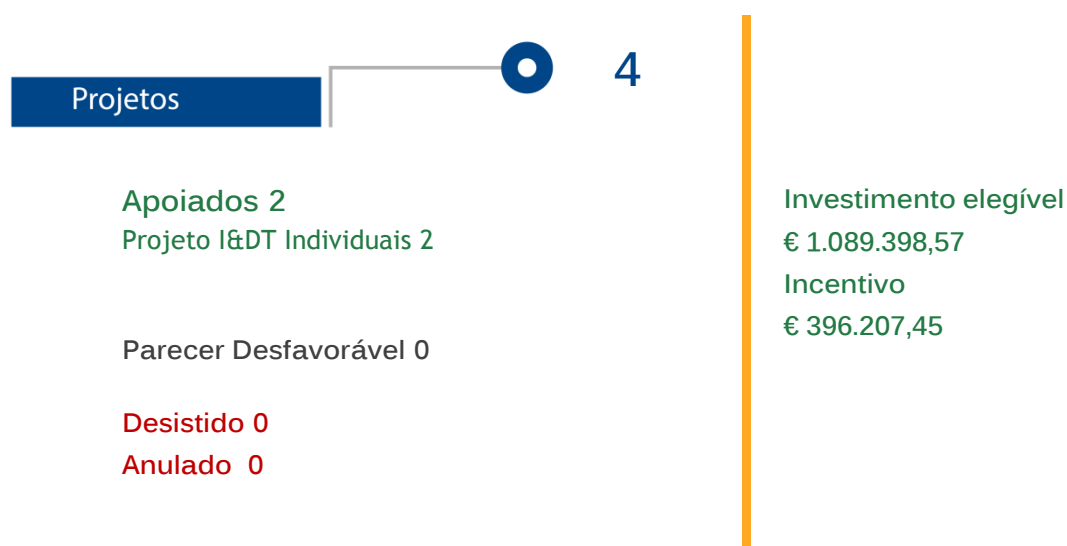 Projetos
4
Apoiados 2
Projeto I&DT Individuais 2
Parecer Desfavorável 0
Desistido 0
Anulado 0
Investimento elegível
€ 1.089.398,57
Incentivo
€ 396.207,45